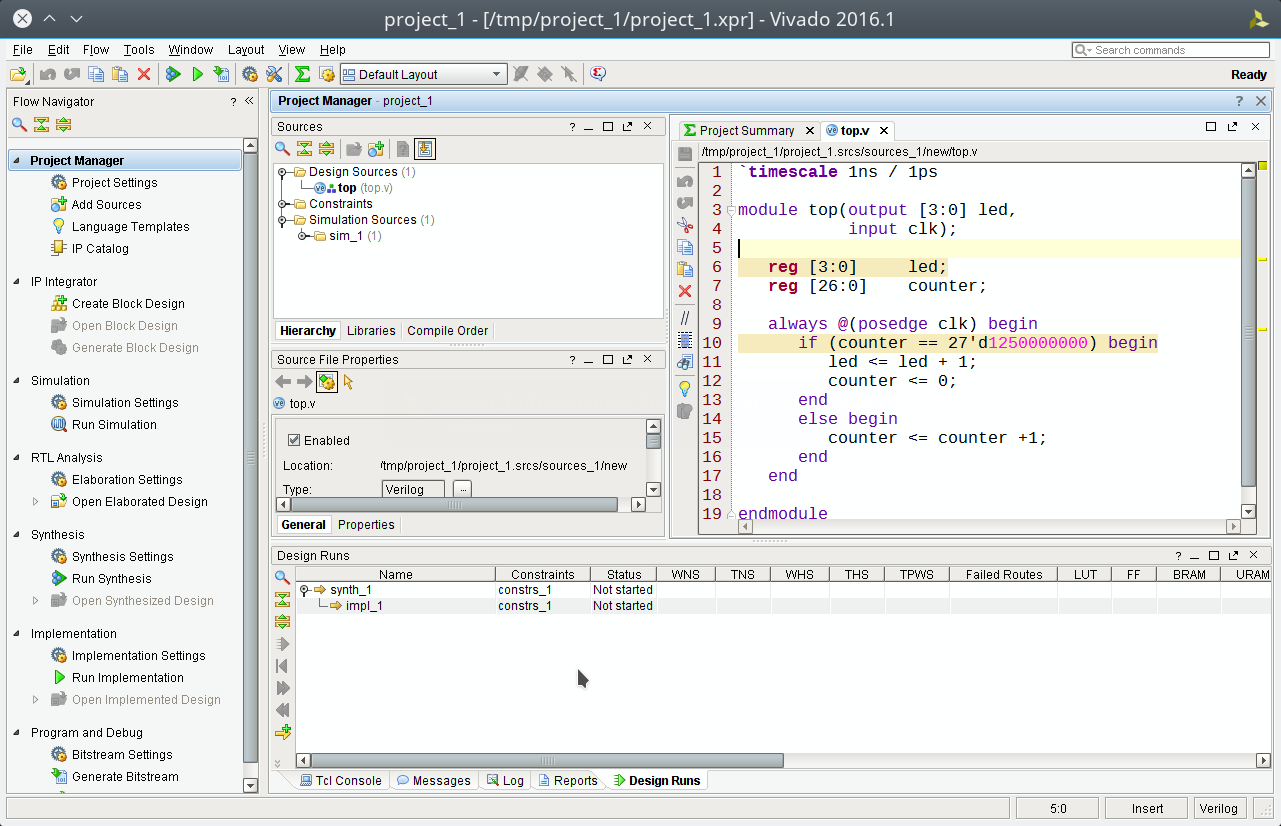 project_1 - [/tmp/project_1/project_1.xpr] - Vivado 2016.1
File Edit Flow Tools Window Layout View Help
Search commands
Default Layout
Ready
Flow Navigator
Project Manager
Project Settings
Add Sources
Language Templates
IP Catalog
IP Integrator
Create Block Design
Open Block Design
Generate Block Design
Simulation
Simulation Settings
Run Simulation
RTL Analysis
Elaboration Settings
Open Elaborated Design
Synthesis
Synthesis Settings
Run Synthesis
Open Synthesized Design
Implementation
Implementation Settings
Run Implementation
Open Implemented Design
Program and Debug
Bitstream Settings
Generate Bitstream
Project Manager - project_1
Sources
Design Sources (1)
top (top.v)
Constraints
Simulation Sources (1)
sim_1 (1)
Hierarchy Libraries Compile Order
Source File Properties
top.v
Enabled
Location: /tmp/project_1/project_1.srcs/sources_1/new
Type: Verilog ...
General Properties
Project Summary top.v
/tmp/project_1/project_1.srcs/sources_1/new/top.v
1 `timescale 1ns / 1ps
2
3 module top(output [3:0] led,
4 input clk);
5
6 reg [3:0] led;
7 reg [26:0] counter;
8
9 always @(posedge clk) begin
10 if (counter == 27'd1250000000) begin
11 led <= led + 1;
12 counter <= 0;
13 end
14 else begin
15 counter <= counter +1;
16 end
17 end
18
19 endmodule
Design Runs
Name Constraints Status WNS TNS WHS THS TPWS Failed Routes LUT FF BRAM URAM
synth_1 constrs_1 Not started
impl_1 constrs_1 Not started
Tcl Console Messages Log Reports Design Runs
5:0 Insert Verilog